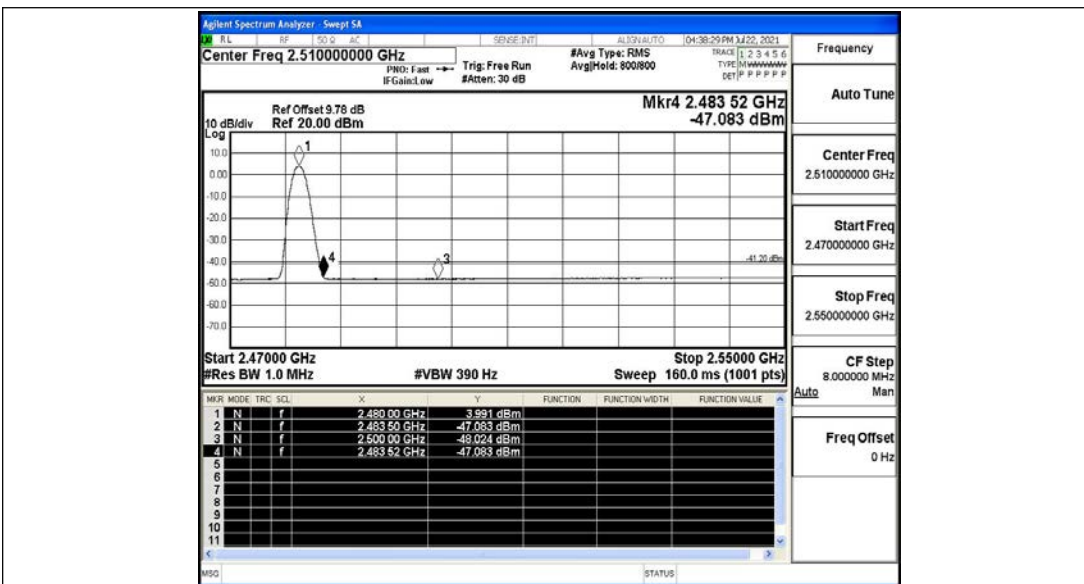 Agilent Spectrum Analyzer - Swept SA
RL RF 50 Ω AC SENSE:INT ALIGNAUTO 04:38:29 PM Jul 22, 2021
Center Freq 2.510000000 GHz
PNO: Fast
IFGain:Low
Trig: Free Run
#Atten: 30 dB
#Avg Type: RMS
Avg|Hold: 800/800
TRACE 1 2 3 4 5 6
TYPE M W W W W W
DET P P P P P P
Ref Offset 9.78 dB
Ref 20.00 dBm
10 dB/div
Log
Mkr4 2.483 52 GHz
-47.083 dBm
10.0
0.00
-10.0
-20.0
-30.0
-40.0
-50.0
-60.0
-70.0
1
4
3
-41.20 dBm
Start 2.47000 GHz
Stop 2.55000 GHz
#Res BW 1.0 MHz
#VBW 390 Hz
Sweep 160.0 ms (1001 pts)
MKR MODE TRC SCL X Y FUNCTION FUNCTION WIDTH FUNCTION VALUE
1 N f 2.480 00 GHz 3.991 dBm
2 N f 2.483 50 GHz -47.083 dBm
3 N f 2.500 00 GHz -48.024 dBm
4 N f 2.483 52 GHz -47.083 dBm
5
6
7
8
9
10
11
MSG
STATUS
Frequency
Auto Tune
Center Freq
2.510000000 GHz
Start Freq
2.470000000 GHz
Stop Freq
2.550000000 GHz
CF Step
8.000000 MHz
Auto Man
Freq Offset
0 Hz